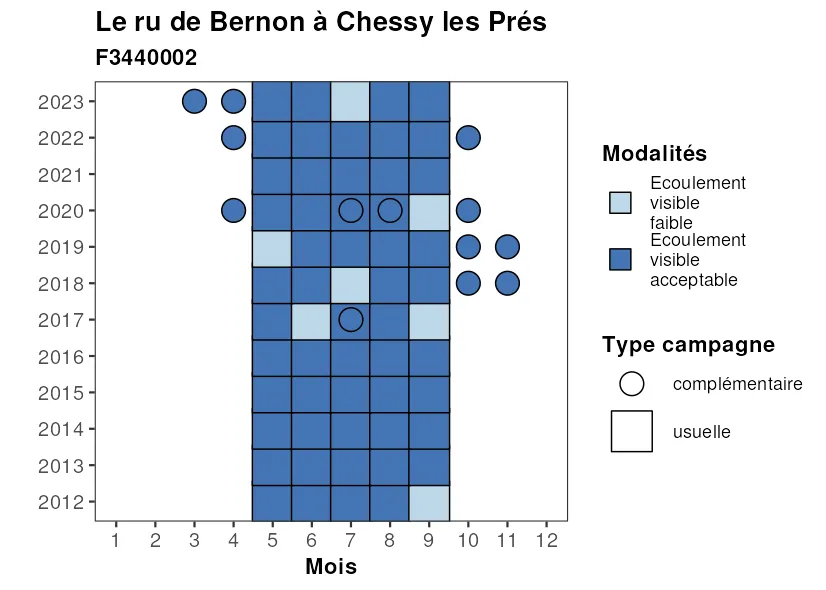 Le ru de Bernon à Chessy les Prés
F3440002
2023
2022
2021
2020
2019
2018
2017
2016
2015
2014
2013
2012
1 2 3 4 5 6 7 8 9 10 11 12
Mois
Modalités
Ecoulement
visible
faible
Ecoulement
visible
acceptable
Type campagne
complémentaire
usuelle